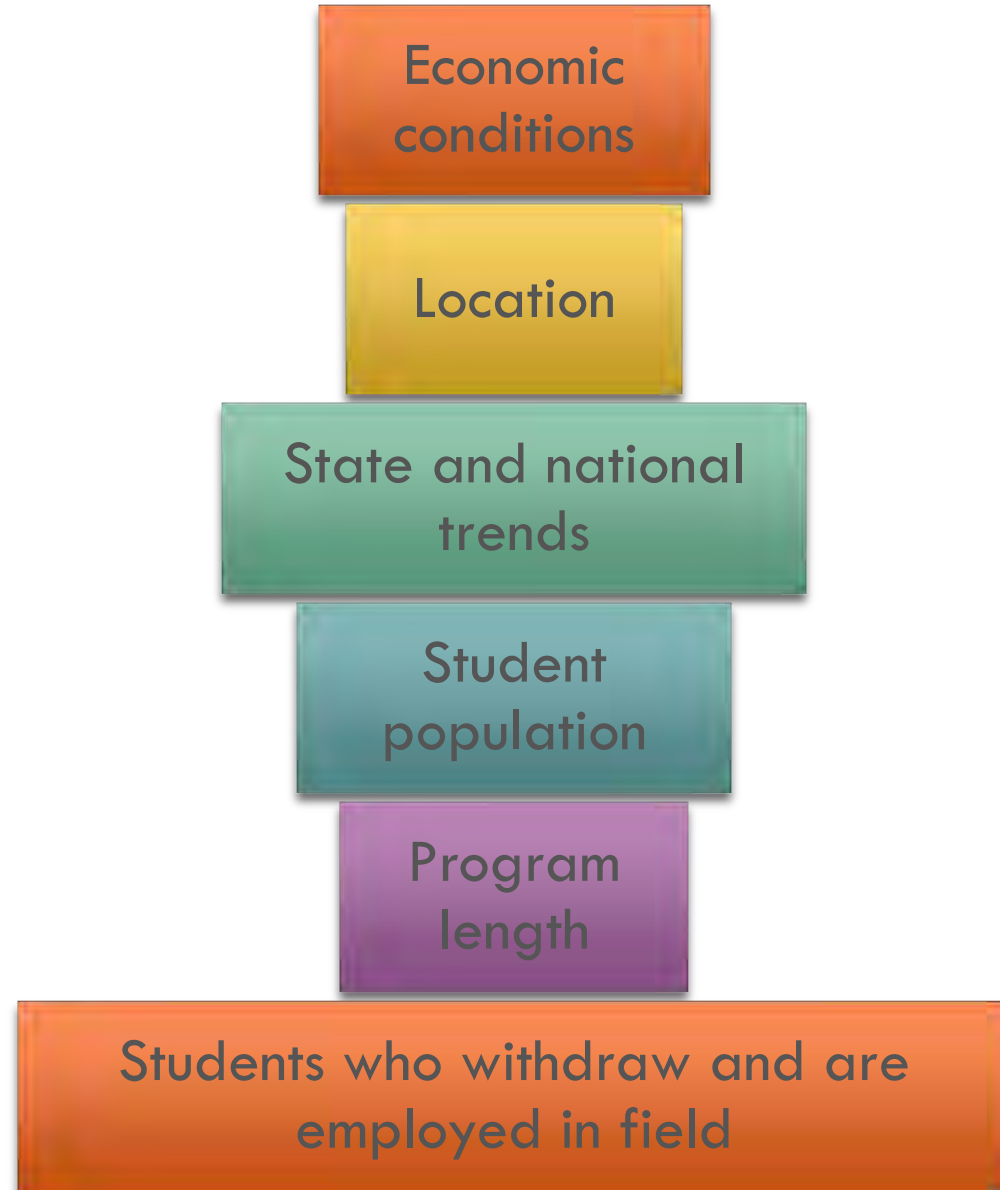 Economic
conditions
Location
State and national
trends
Student
population
Program
length
Students who withdraw and are
employed in field